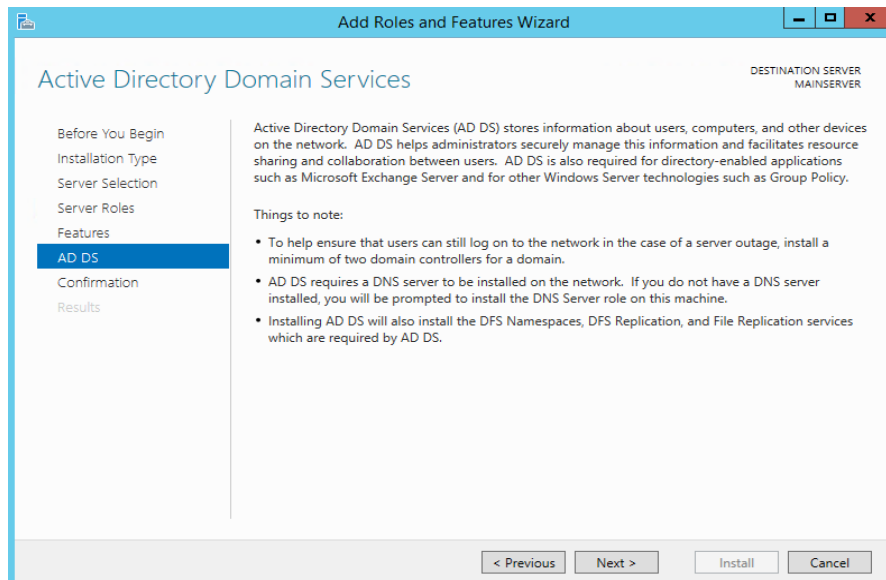 Add Roles and Features Wizard
Active Directory Domain Services
DESTINATION SERVER
MAINSERVER
Before You Begin
Installation Type
Server Selection
Server Roles
Features
AD DS
Confirmation
Results
Active Directory Domain Services (AD DS) stores information about users, computers, and other devices
on the network.  AD DS helps administrators securely manage this information and facilitates resource
sharing and collaboration between users.  AD DS is also required for directory-enabled applications
such as Microsoft Exchange Server and for other Windows Server technologies such as Group Policy.
Things to note:
• To help ensure that users can still log on to the network in the case of a server outage, install a
minimum of two domain controllers for a domain.
• AD DS requires a DNS server to be installed on the network.  If you do not have a DNS server
installed, you will be prompted to install the DNS Server role on this machine.
• Installing AD DS will also install the DFS Namespaces, DFS Replication, and File Replication services
which are required by AD DS.
< Previous
Next >
Install
Cancel